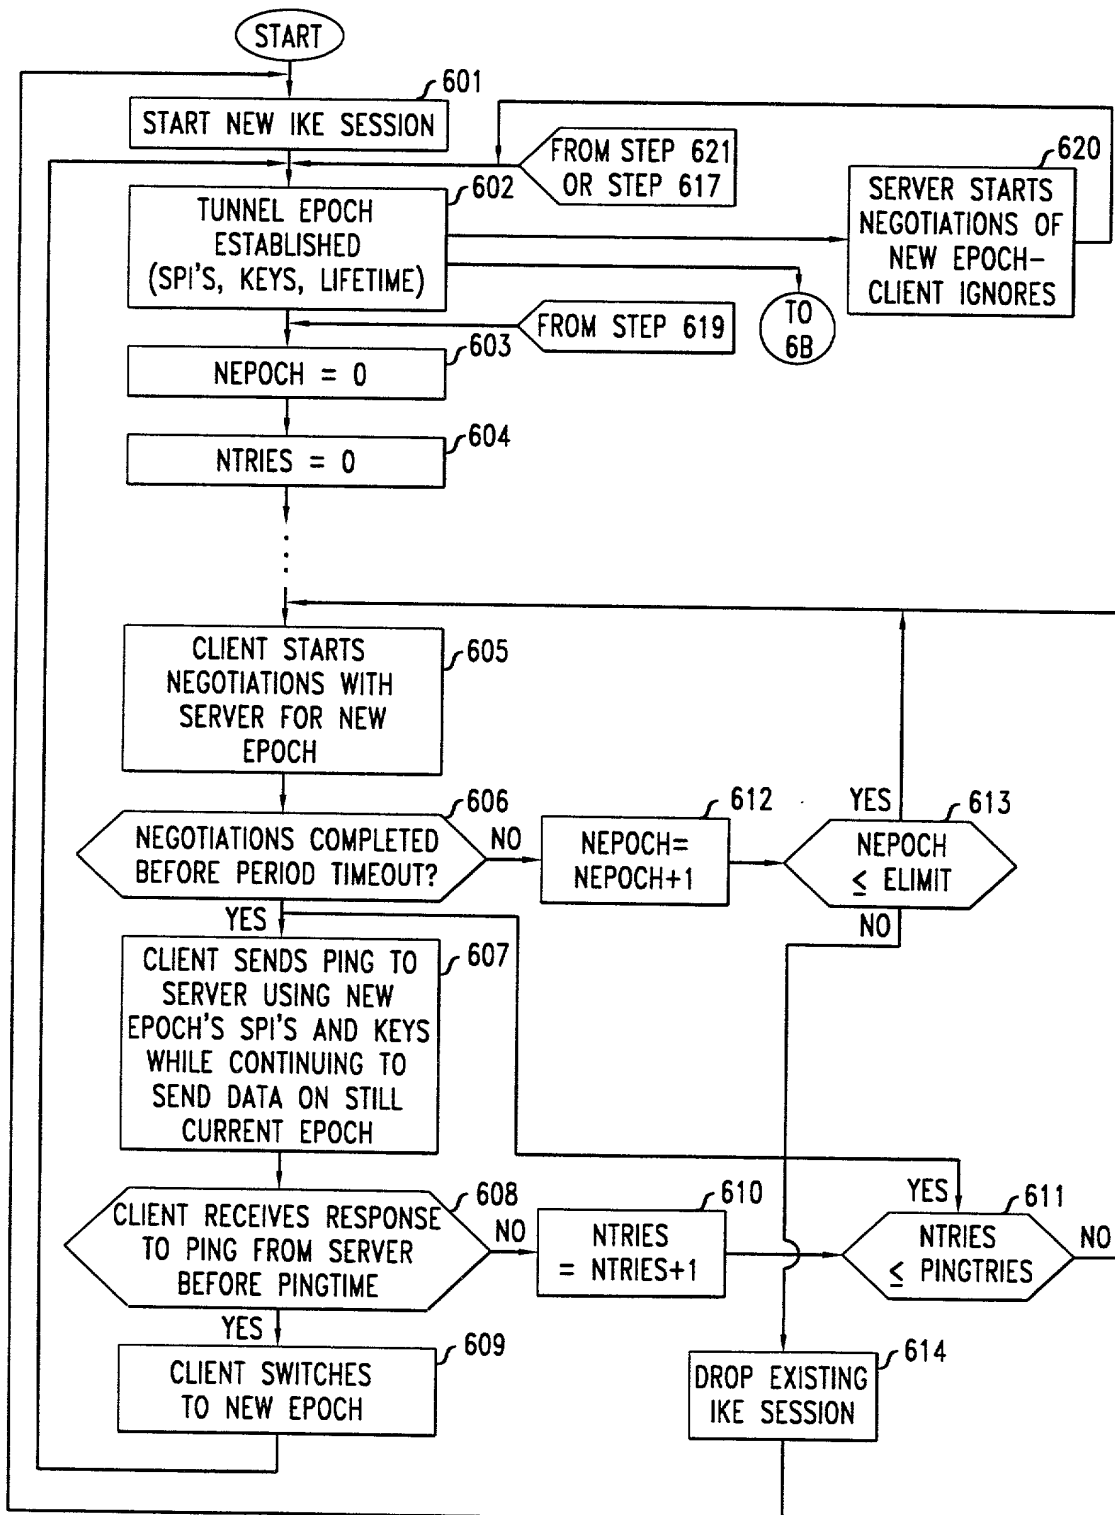 START
601
START NEW IKE SESSION
FROM STEP 621
OR STEP 617
602
TUNNEL EPOCH
ESTABLISHED
(SPI'S, KEYS, LIFETIME)
620
SERVER STARTS
NEGOTIATIONS OF
NEW EPOCH-
CLIENT IGNORES
TO
6B
FROM STEP 619
603
NEPOCH = 0
604
NTRIES = 0
605
CLIENT STARTS
NEGOTIATIONS WITH
SERVER FOR NEW
EPOCH
606
NEGOTIATIONS COMPLETED
BEFORE PERIOD TIMEOUT?
NO
YES
612
NEPOCH=
NEPOCH+1
613
NEPOCH
≤ ELIMIT
YES
NO
607
CLIENT SENDS PING TO
SERVER USING NEW
EPOCH'S SPI'S AND KEYS
WHILE CONTINUING TO
SEND DATA ON STILL
CURRENT EPOCH
608
CLIENT RECEIVES RESPONSE
TO PING FROM SERVER
BEFORE PINGTIME
NO
YES
610
NTRIES
= NTRIES+1
YES
611
NTRIES
≤ PINGTRIES
NO
609
CLIENT SWITCHES
TO NEW EPOCH
614
DROP EXISTING
IKE SESSION